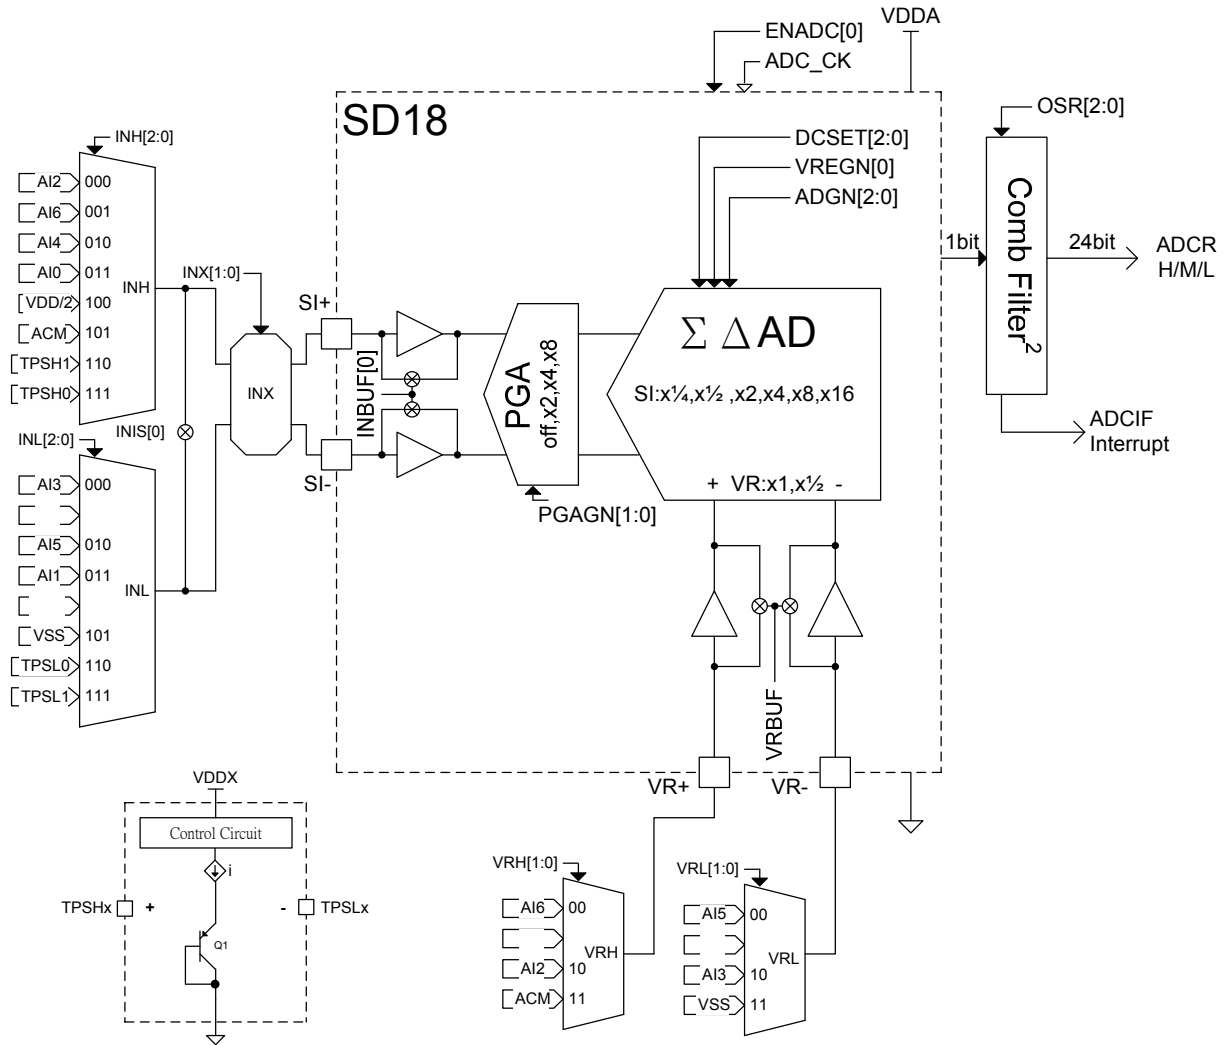 ENADC[0]
ADC_CK
VDDA
SD18
OSR[2:0]
DCSET[2:0]
VREGN[0]
ADGN[2:0]
INH[2:0]
AI2 000
AI6 001
AI4 010
AI0 011
VDD/2 100
ACM 101
TPSH1 110
TPSH0 111
INH
INX[1:0]
INX
INIS[0]
INL[2:0]
AI3 000
AI5 010
AI1 011
VSS 101
TPSL0 110
TPSL1 111
INL
SI+
SI-
INBUF[0]
PGA
off,x2,x4,x8
PGAGN[1:0]
Σ Δ AD
SI:x¼,x½ ,x2,x4,x8,x16
+ VR:x1,x½ -
1bit
Comb Filter²
24bit
ADCR
H/M/L
ADCIF
Interrupt
VRBUF
VR+
VR-
VRH[1:0]
AI6 00
AI2 10
ACM 11
VRH
VRL[1:0]
AI5 00
AI3 10
VSS 11
VRL
VDDX
Control Circuit
i
TPSHx + - TPSLx
Q1